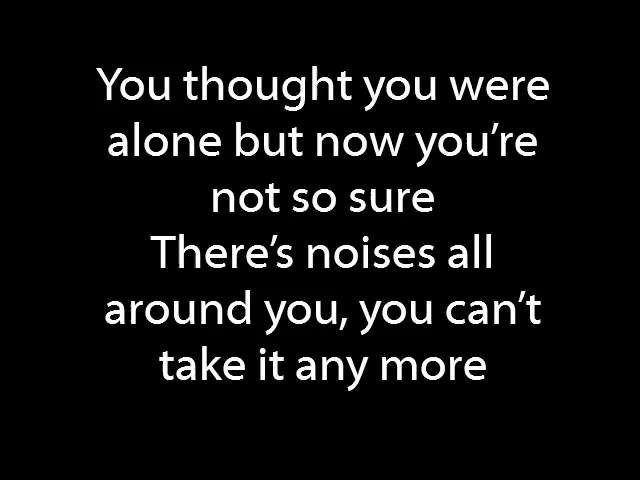 You thought you were
alone but now you’re
not so sure
There’s noises all
around you, you can’t
take it any more